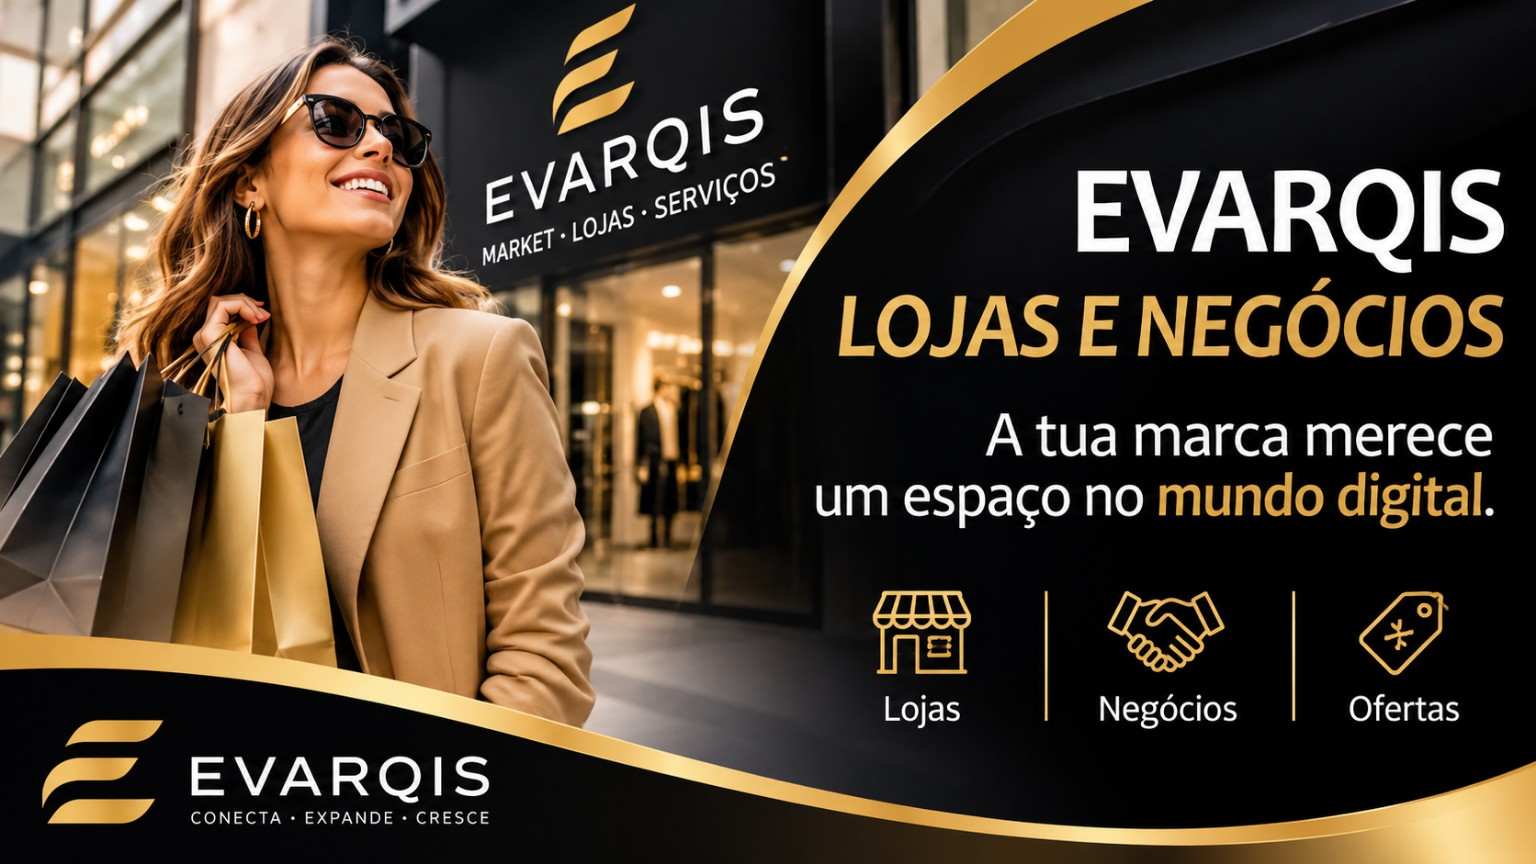 EVARQIS
MARKET · LOJAS · SERVIÇOS
EVARQIS
LOJAS E NEGÓCIOS
A tua marca merece
um espaço no mundo digital.
Lojas
Negócios
Ofertas
EVARQIS
CONECTA · EXPANDE · CRESCE